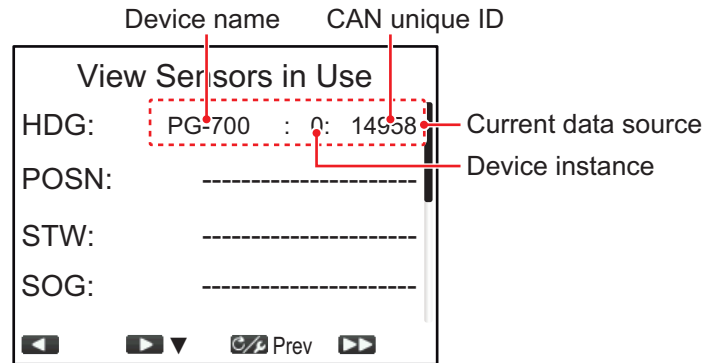 Device name CAN unique ID
View Sensors in Use
HDG: PG-700 : 0: 14958 Current data source
Device instance
POSN: --------------------
STW: --------------------
SOG: --------------------
Prev